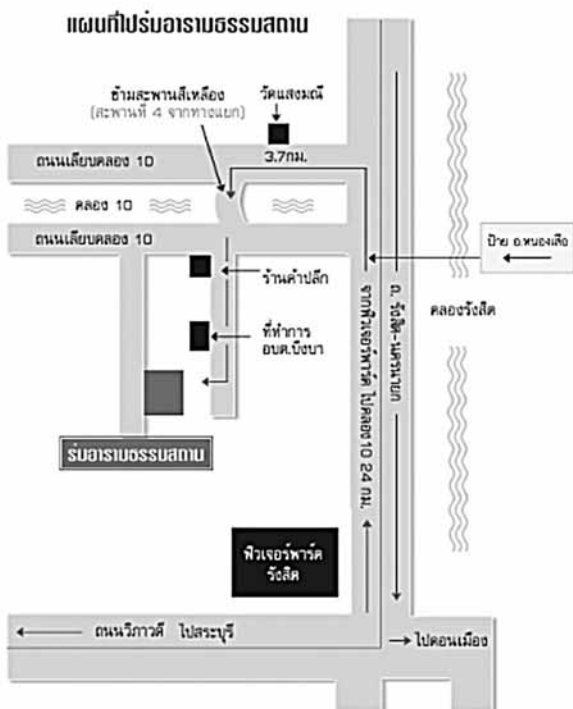 แผนที่ไปร่มอารามธรรมสถาน
ข้ามสะพานสีเหลือง
(สะพานที่ 4 จากทางแยก)
วัดแสงมณี
3.7กม.
ถนนเลียบคลอง 10
คลอง 10
ถนนเลียบคลอง 10
ป้าย อ.หนองเสือ
ร้านค้าปลีก
ที่ทำการ
อบต.บึงบา
ร่มอารามธรรมสถาน
จากฟิวเจอร์พาร์ค ไปคลอง10 24 กม.
ถ. รังสิต-นครนายก
คลองรังสิต
ฟิวเจอร์พาร์ค
รังสิต
ถนนวิภาวดี ไปสระบุรี
ไปดอนเมือง